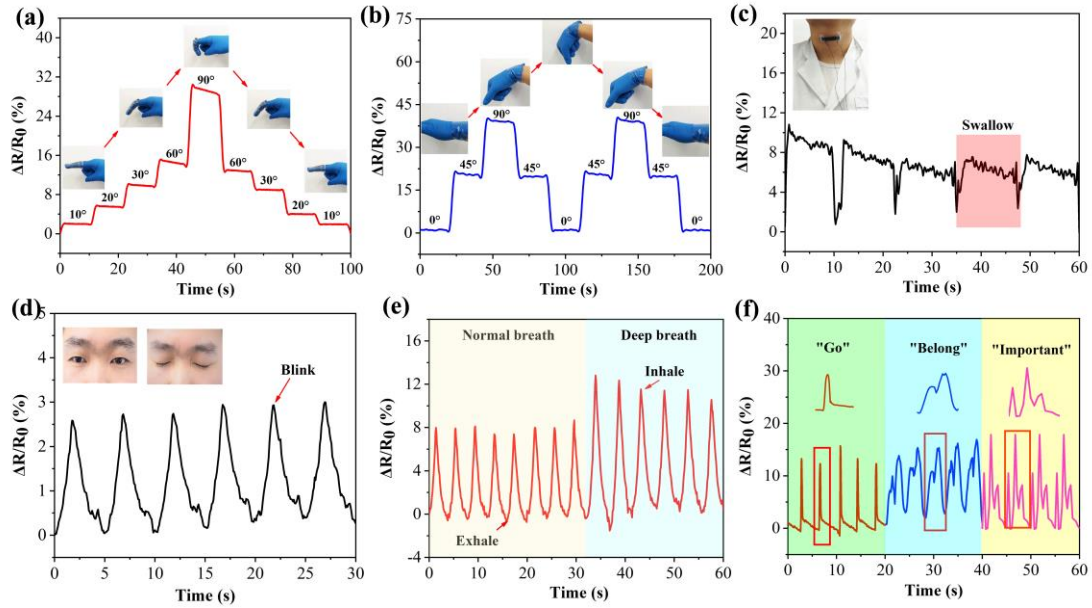 (a)
ΔR/R0 (%)
40
32
24
16
8
0
10°
20°
30°
60°
90°
60°
30°
20°
10°
0 20 40 60 80 100
Time (s)
(b)
ΔR/R0 (%)
75
60
45
30
15
0
0°
45°
90°
45°
0°
45°
90°
45°
0°
0 50 100 150 200
Time (s)
(c)
ΔR/R0 (%)
20
16
12
8
4
0
Swallow
0 10 20 30 40 50 60
Time (s)
(d)
ΔR/R0 (%)
5
4
3
2
1
0
Blink
0 5 10 15 20 25 30
Time (s)
(e)
ΔR/R0 (%)
16
12
8
4
0
-4
Normal breath
Deep breath
Inhale
Exhale
0 10 20 30 40 50 60
Time (s)
(f)
ΔR/R0 (%)
40
30
20
10
0
"Go"
"Belong"
"Important"
0 10 20 30 40 50 60
Time (s)